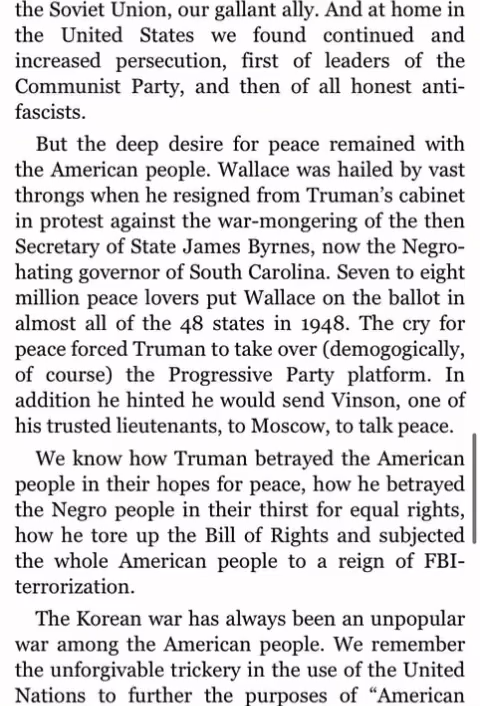 the Soviet Union, our gallant ally. And at home in
the United States we found continued and
increased persecution, first of leaders of the
Communist Party, and then of all honest anti-
fascists.
But the deep desire for peace remained with
the American people. Wallace was hailed by vast
throngs when he resigned from Truman’s cabinet
in protest against the war-mongering of the then
Secretary of State James Byrnes, now the Negro-
hating governor of South Carolina. Seven to eight
million peace lovers put Wallace on the ballot in
almost all of the 48 states in 1948. The cry for
peace forced Truman to take over (demogogically,
of course) the Progressive Party platform. In
addition he hinted he would send Vinson, one of
his trusted lieutenants, to Moscow, to talk peace.
We know how Truman betrayed the American
people in their hopes for peace, how he betrayed
the Negro people in their thirst for equal rights,
how he tore up the Bill of Rights and subjected
the whole American people to a reign of FBI-
terrorization.
The Korean war has always been an unpopular
war among the American people. We remember
the unforgivable trickery in the use of the United
Nations to further the purposes of “American